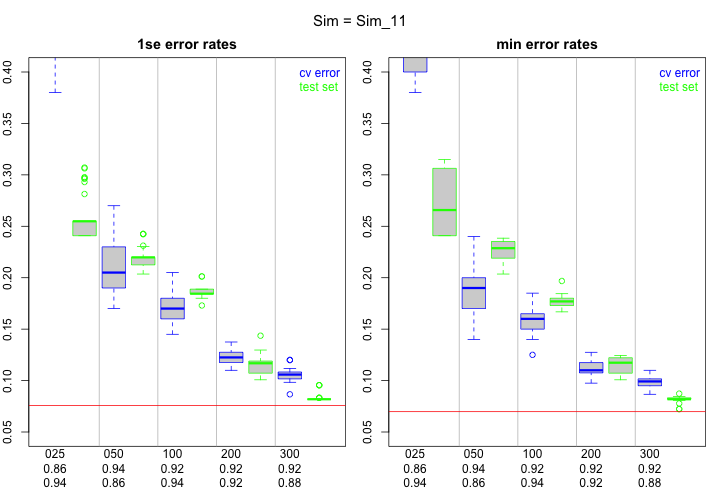 Sim = Sim_11
1se error rates
cv error
test set
0.40
0.35
0.30
0.25
0.20
0.15
0.10
0.05
025 050 100 200 300
0.86 0.94 0.92 0.92 0.92
0.94 0.86 0.94 0.92 0.88
min error rates
cv error
test set
0.40
0.35
0.30
0.25
0.20
0.15
0.10
0.05
025 050 100 200 300
0.86 0.94 0.92 0.92 0.92
0.94 0.86 0.94 0.92 0.88